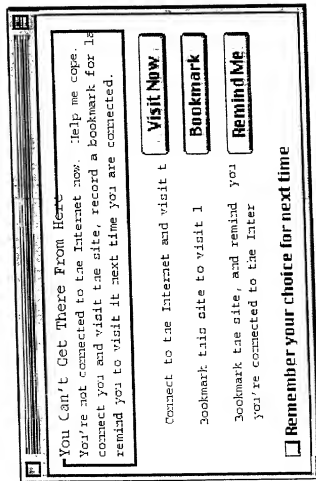 You Can't Get There From Here
You're not connected to the Internet now. Help me cope.
connect you and visit the site, record a bookmark for la
remind you to visit it next time you are connected.
Connect to the Internet and visit t
Visit Now
Bookmark this site to visit l
Bookmark
Bookmark the site, and remind you
you're connected to the Inter
Remind Me
Remember your choice for next time